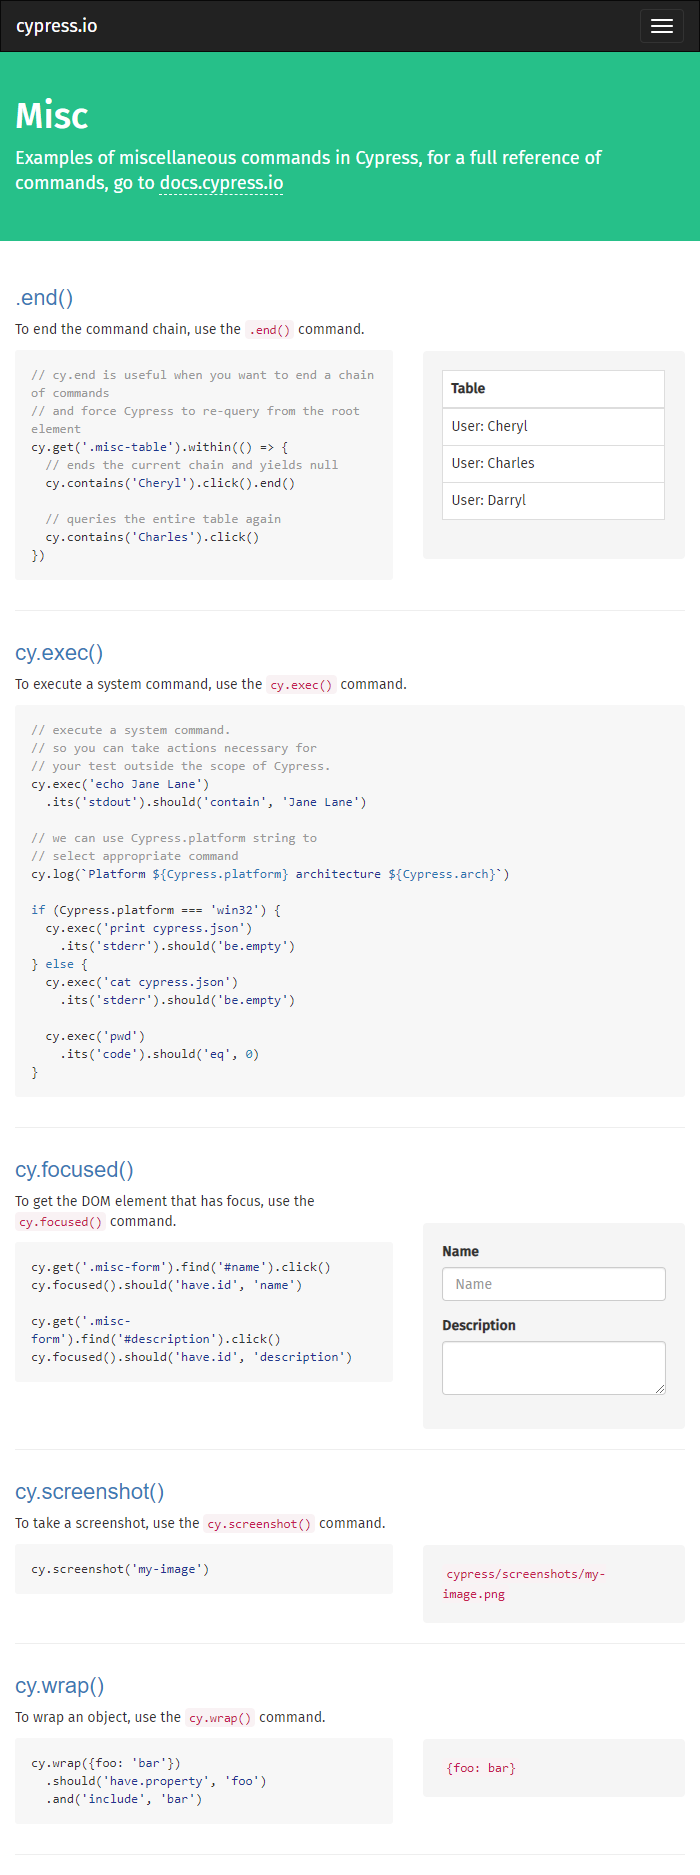 cypress.io
Misc
Examples of miscellaneous commands in Cypress, for a full reference of
commands, go to docs.cypress.io
.end()
To end the command chain, use the .end() command.
// cy.end is useful when you want to end a chain
of commands
// and force Cypress to re-query from the root
element
cy.get('.misc-table').within(() => {
  // ends the current chain and yields null
  cy.contains('Cheryl').click().end()
  // queries the entire table again
  cy.contains('Charles').click()
})
Table
User: Cheryl
User: Charles
User: Darryl
cy.exec()
To execute a system command, use the cy.exec() command.
// execute a system command.
// so you can take actions necessary for
// your test outside the scope of Cypress.
cy.exec('echo Jane Lane')
  .its('stdout').should('contain', 'Jane Lane')
// we can use Cypress.platform string to
// select appropriate command
cy.log(`Platform ${Cypress.platform} architecture ${Cypress.arch}`)
if (Cypress.platform === 'win32') {
  cy.exec('print cypress.json')
    .its('stderr').should('be.empty')
} else {
  cy.exec('cat cypress.json')
    .its('stderr').should('be.empty')
  cy.exec('pwd')
    .its('code').should('eq', 0)
}
cy.focused()
To get the DOM element that has focus, use the
cy.focused() command.
cy.get('.misc-form').find('#name').click()
cy.focused().should('have.id', 'name')
cy.get('.misc-
form').find('#description').click()
cy.focused().should('have.id', 'description')
Name
Name
Description
cy.screenshot()
To take a screenshot, use the cy.screenshot() command.
cy.screenshot('my-image')
cypress/screenshots/my-
image.png
cy.wrap()
To wrap an object, use the cy.wrap() command.
cy.wrap({foo: 'bar'})
  .should('have.property', 'foo')
  .and('include', 'bar')
{foo: bar}